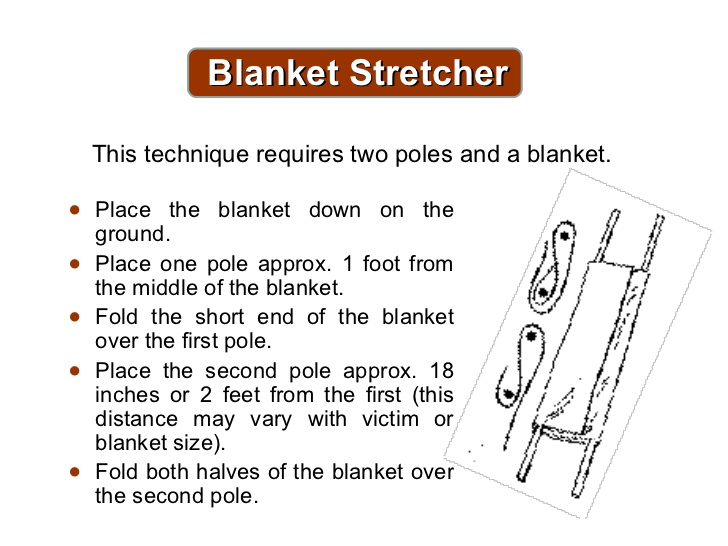 Blanket Stretcher
This technique requires two poles and a blanket.
• Place the blanket down on the
ground.
• Place one pole approx. 1 foot from
the middle of the blanket.
• Fold the short end of the blanket
over the first pole.
• Place the second pole approx. 18
inches or 2 feet from the first (this
distance may vary with victim or
blanket size).
• Fold both halves of the blanket over
the second pole.